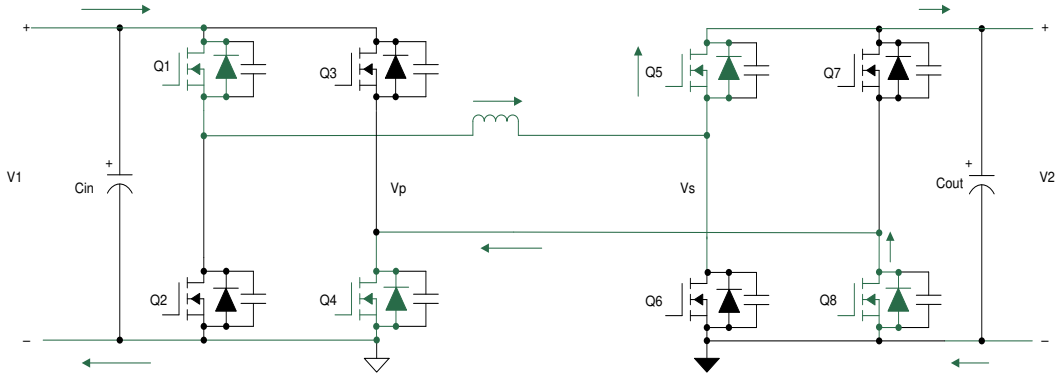 + +
Q1 Q3 Q5 Q7
+ +
V1 Cin Vp Vs Cout V2
Q2 Q4 Q6 Q8
– –